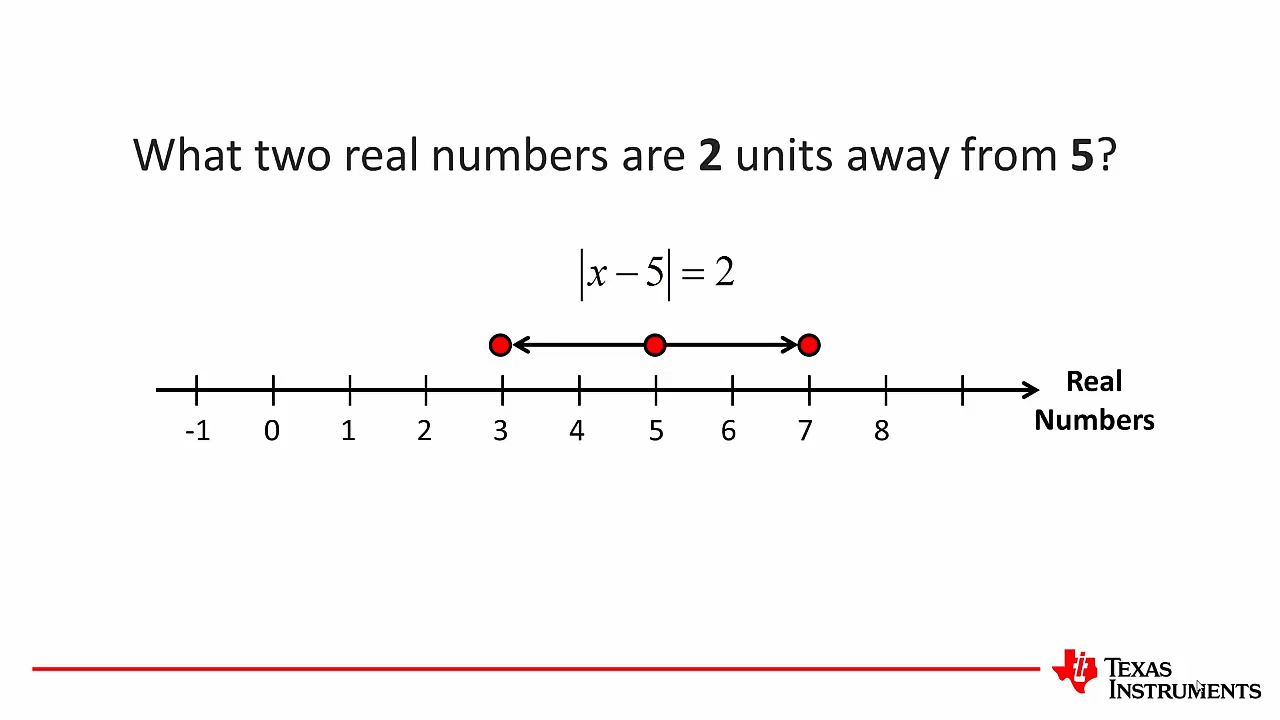 What two real numbers are 2 units away from 5?
|x − 5| = 2
Real
Numbers
-1 0 1 2 3 4 5 6 7 8
TEXAS
INSTRUMENTS